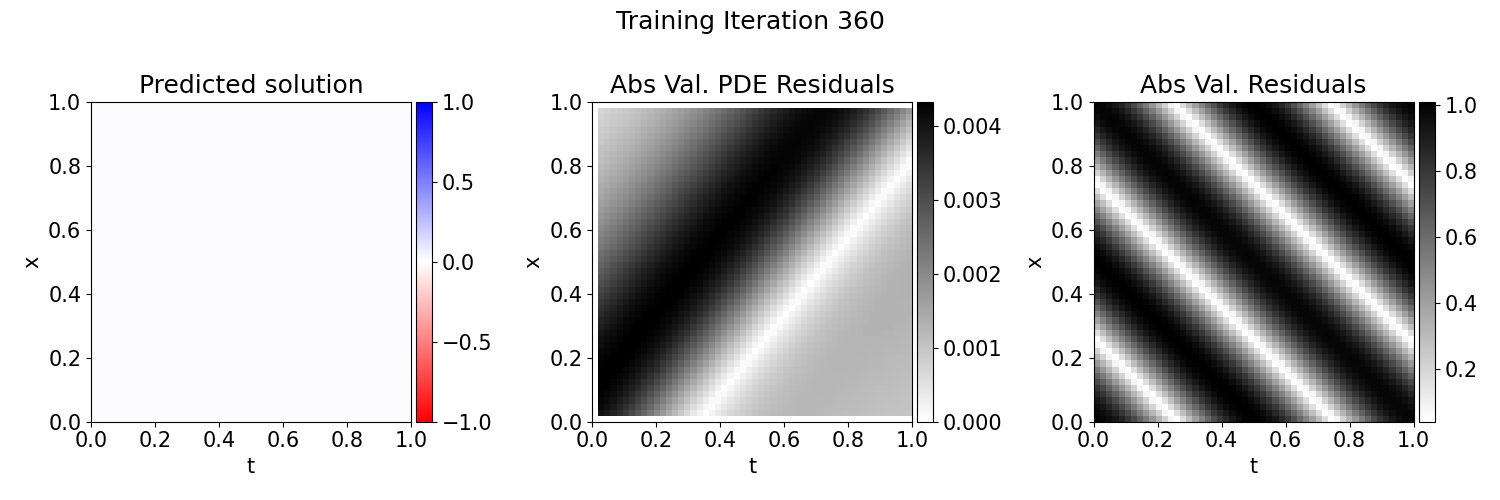 Training Iteration 360
Predicted solution
1.0
0.8
0.6
0.4
0.2
0.0
x
0.0 0.2 0.4 0.6 0.8 1.0
t
1.0
0.5
0.0
−0.5
−1.0
Abs Val. PDE Residuals
1.0
0.8
0.6
0.4
0.2
0.0
x
0.0 0.2 0.4 0.6 0.8 1.0
t
0.004
0.003
0.002
0.001
0.000
Abs Val. Residuals
1.0
0.8
0.6
0.4
0.2
0.0
x
0.0 0.2 0.4 0.6 0.8 1.0
t
1.0
0.8
0.6
0.4
0.2